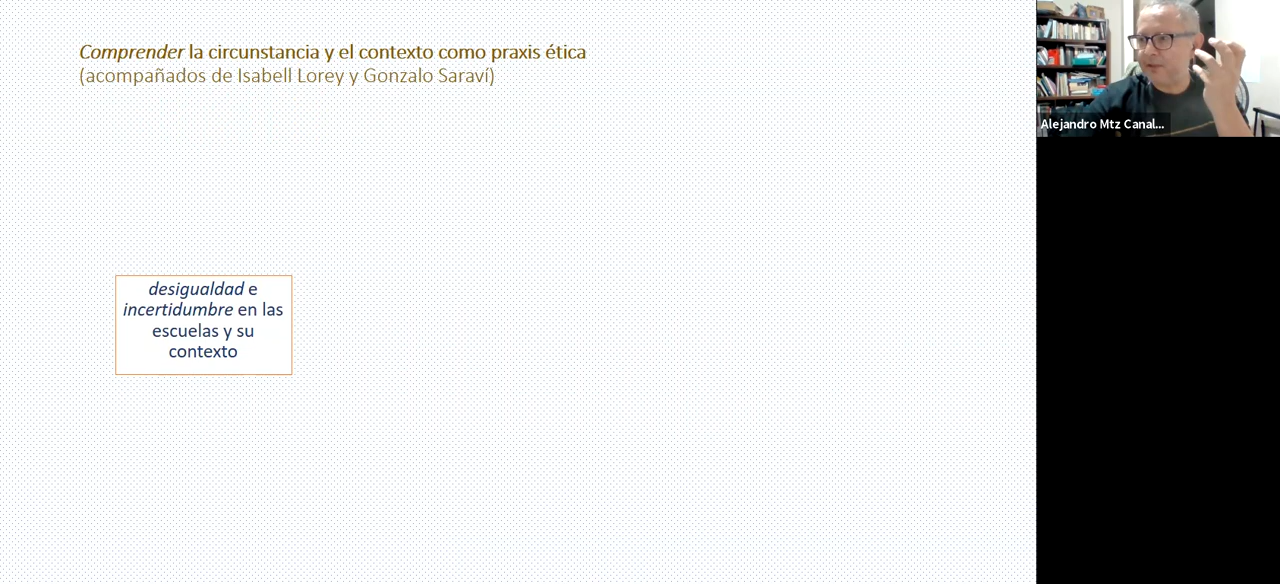 Comprender la circunstancia y el contexto como praxis ética
(acompañados de Isabell Lorey y Gonzalo Saraví)
Alejandro Mtz Canal...
desigualdad e
incertidumbre en las
escuelas y su
contexto